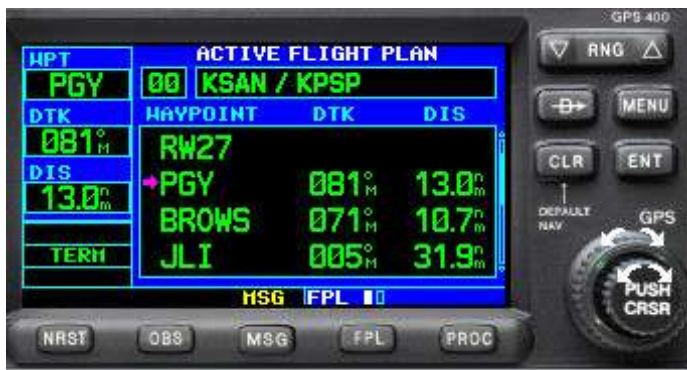 GPS 400
WPT
PGY
DTK
081°M
DIS
13.0nm
TERM
ACTIVE FLIGHT PLAN
00 KSAN / KPSP
WAYPOINT DTK DIS
RW27
PGY 081°M 13.0nm
BROWS 071°M 10.7nm
JLI 005°M 31.9nm
MSG FPL
RNG
D MENU
CLR ENT
DEFAULT
NAV
GPS
PUSH
CRSR
NRST OBS MSG FPL PROC